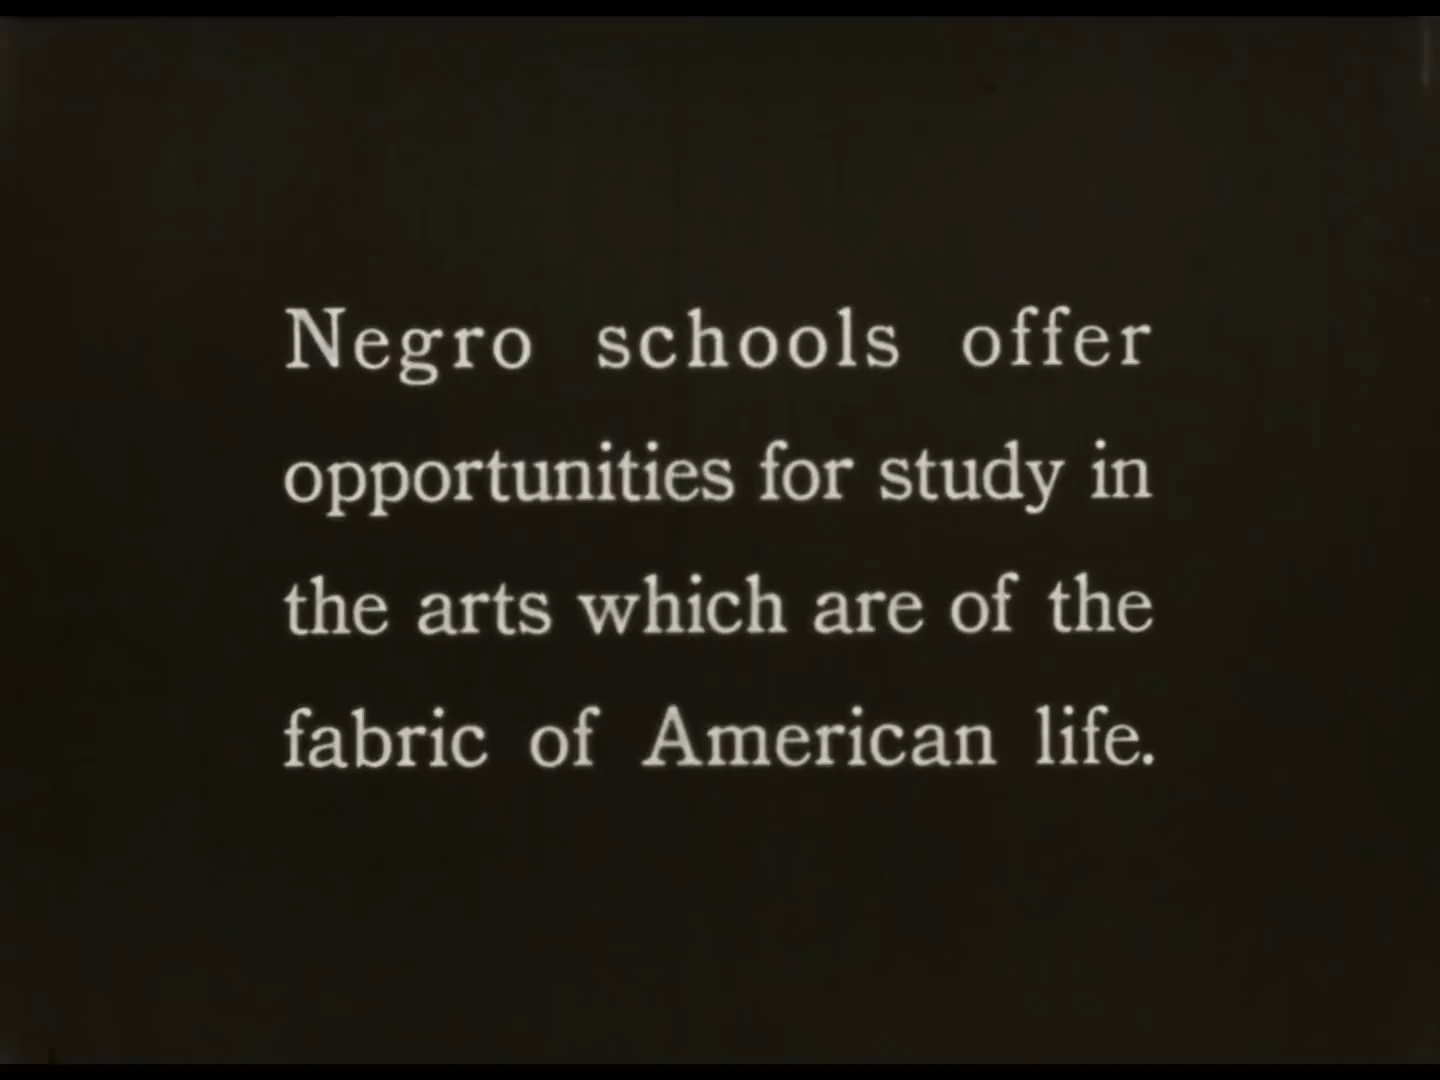 Negro schools offer
opportunities for study in
the arts which are of the
fabric of American life.